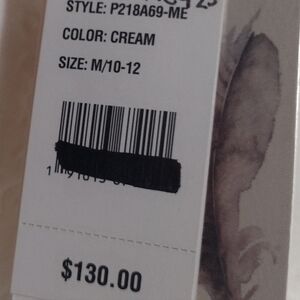 STYLE: P218A69-ME
COLOR: CREAM
SIZE: M/10-12
$130.00